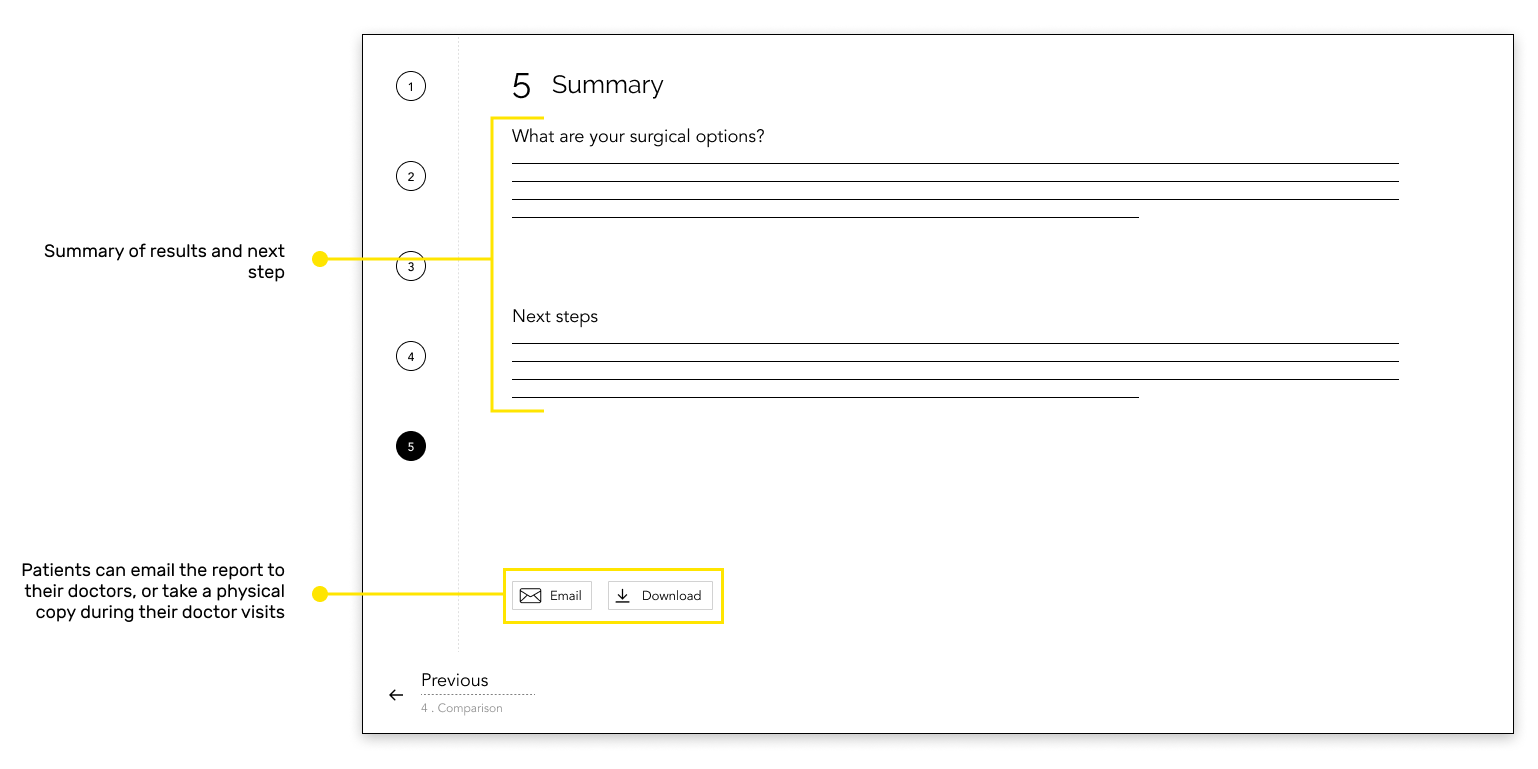 1
2
3
4
5
5 Summary
What are your surgical options?
Summary of results and next
step
Next steps
Patients can email the report to
their doctors, or take a physical
copy during their doctor visits
Email
Download
Previous
4 . Comparison